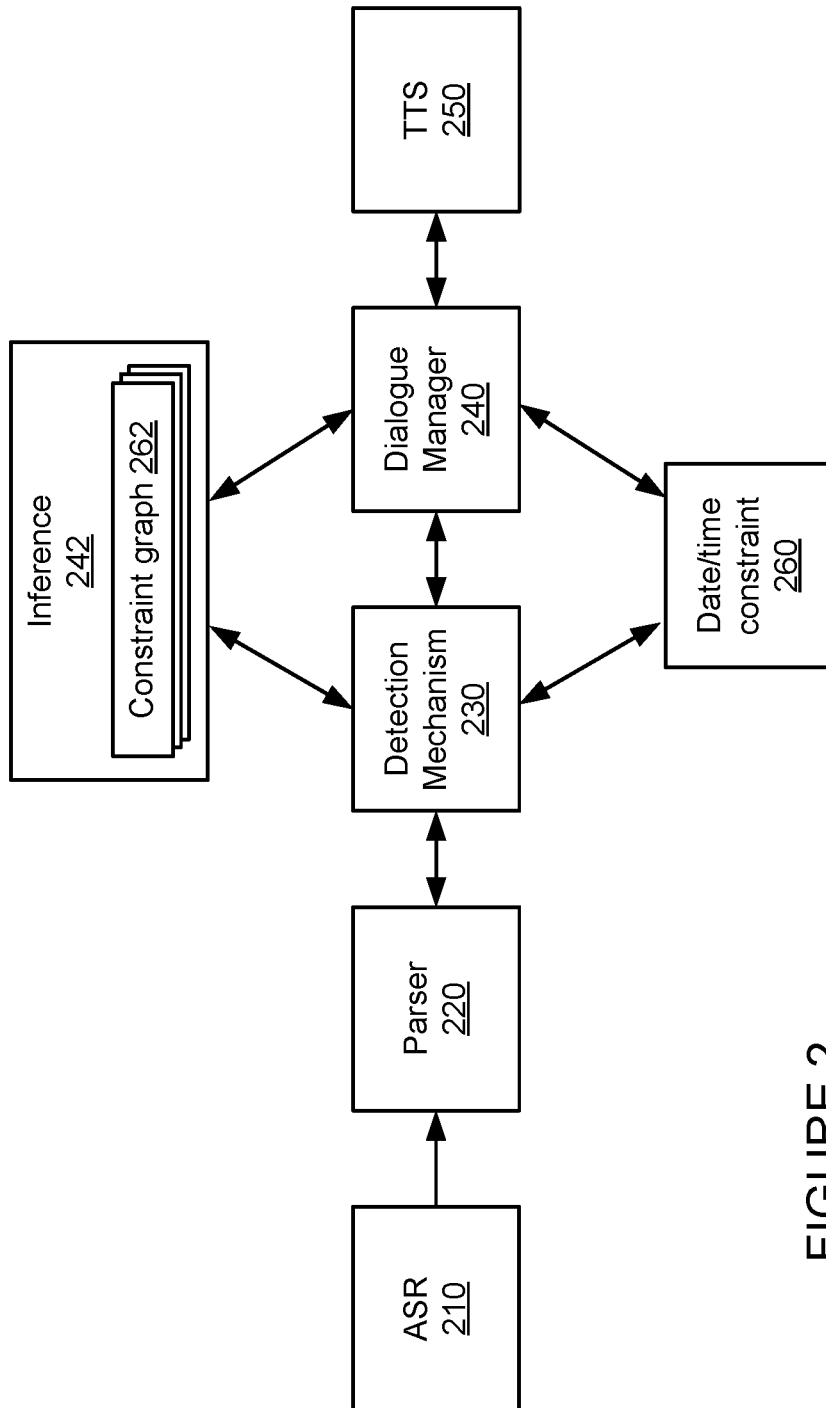 Inference
242
Constraint graph 262
ASR
210
Parser
220
Detection
Mechanism
230
Dialogue
Manager
240
TTS
250
Date/time
constraint
260
FIGURE 2